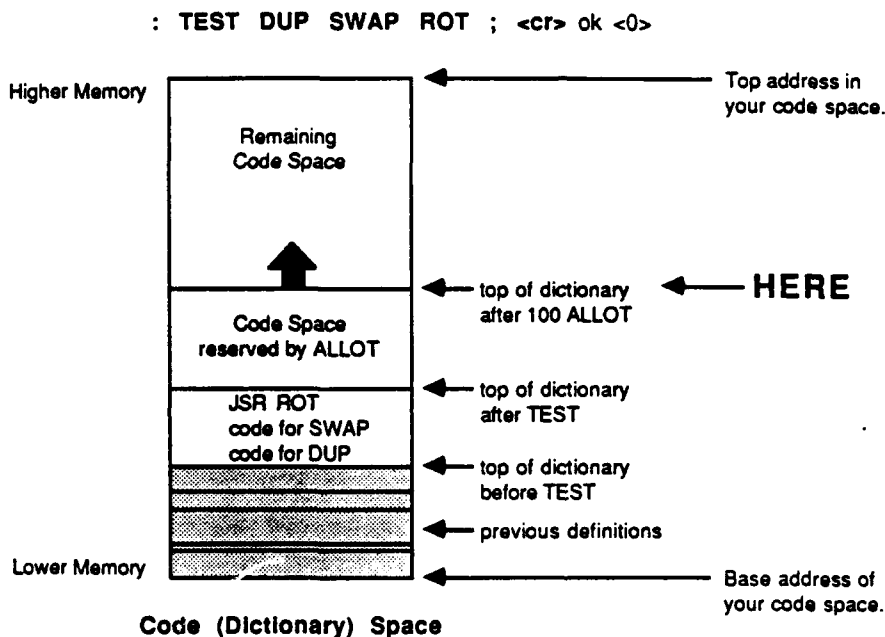 : TEST DUP SWAP ROT ; <cr> ok <0>
Higher Memory
Top address in
your code space.
Remaining
Code Space
top of dictionary
after 100 ALLOT
HERE
Code Space
reserved by ALLOT
top of dictionary
after TEST
JSR ROT
code for SWAP
code for DUP
top of dictionary
before TEST
previous definitions
Lower Memory
Base address of
your code space.
Code (Dictionary) Space